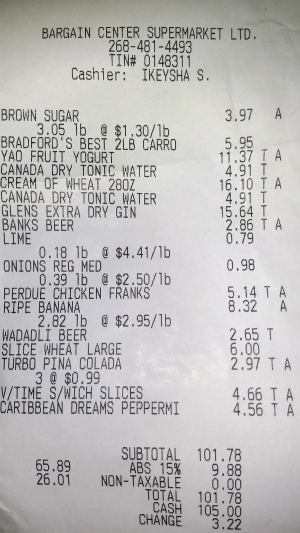 BARGAIN CENTER SUPERMARKET LTD.
268-481-4493
TIN# 0148311
Cashier: IKEYSHA S.
BROWN SUGAR 3.97 A
3.05 lb @ $1.30/lb
BRADFORD'S BEST 2LB CARRO 5.95
YAO FRUIT YOGURT 11.37 T A
CANADA DRY TONIC WATER 4.91 T
CREAM OF WHEAT 28OZ 16.10 T A
CANADA DRY TONIC WATER 4.91 T
GLENS EXTRA DRY GIN 15.64 T
BANKS BEER 2.86 T A
LIME 0.79
0.18 lb @ $4.41/lb
ONIONS REG MED 0.98
0.39 lb @ $2.50/lb
PERDUE CHICKEN FRANKS 5.14 T A
RIPE BANANA 8.32 A
2.82 lb @ $2.95/lb
WADADLI BEER 2.65 T
SLICE WHEAT LARGE 6.00
TURBO PINA COLADA 2.97 T A
3 @ $0.99
V/TIME S/WICH SLICES 4.66 T A
CARIBBEAN DREAMS PEPPERMI 4.56 T A
SUBTOTAL 101.78
65.89 ABS 15% 9.88
26.01 NON-TAXABLE 0.00
TOTAL 101.78
CASH 105.00
CHANGE 3.22